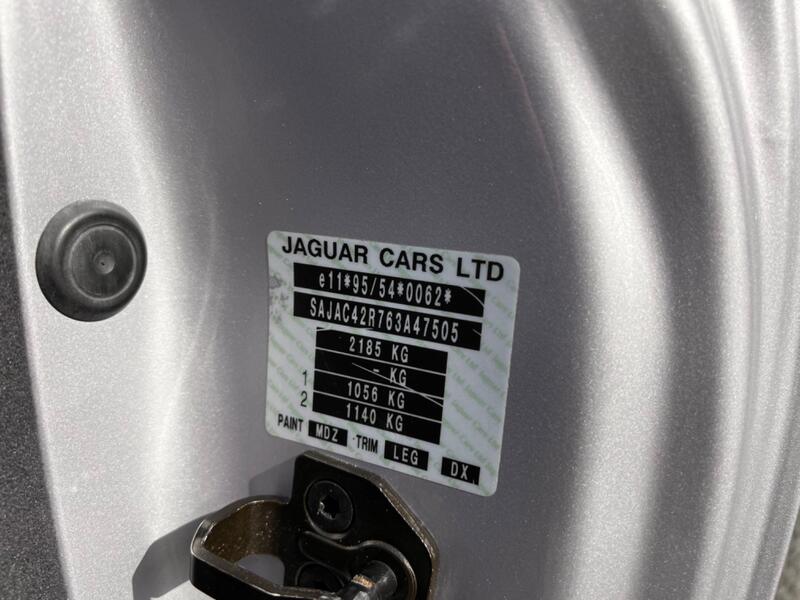 JAGUAR CARS LTD
e11*95/54*0062*
SAJAC42R763A47505
2185 KG
- KG
1 1056 KG
2 1140 KG
PAINT MDZ TRIM LEG DX